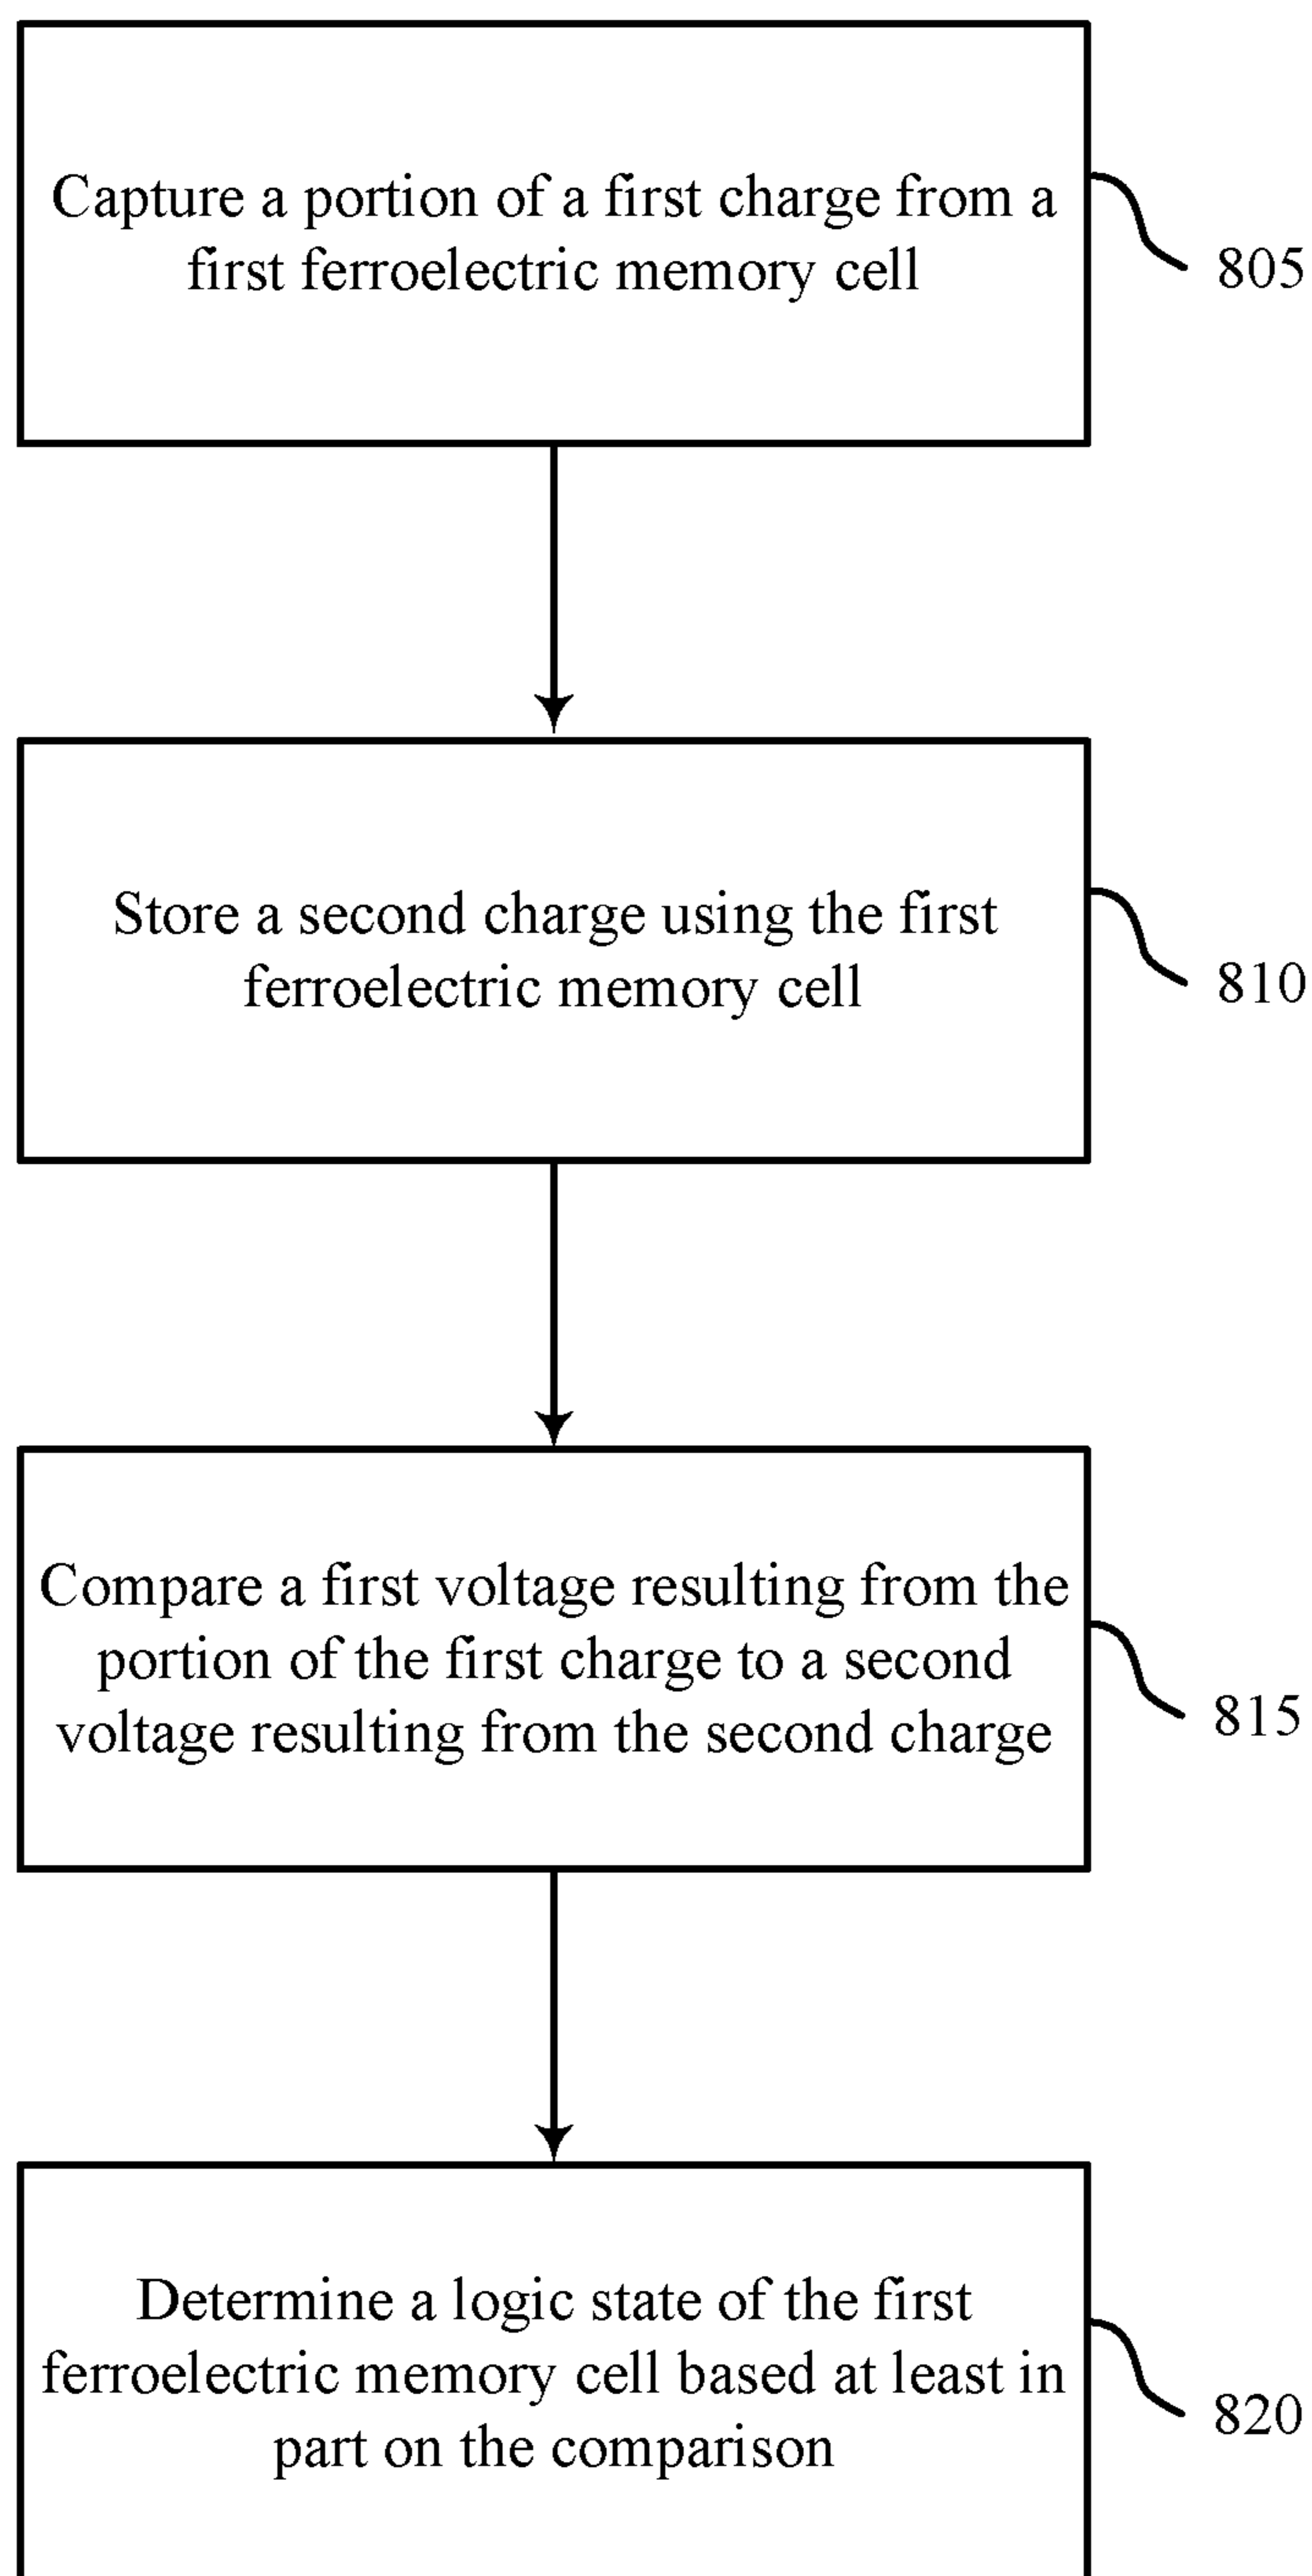 Capture a portion of a first charge from a
first ferroelectric memory cell
805
Store a second charge using the first
ferroelectric memory cell
810
Compare a first voltage resulting from the
portion of the first charge to a second
voltage resulting from the second charge
815
Determine a logic state of the first
ferroelectric memory cell based at least in
part on the comparison
820